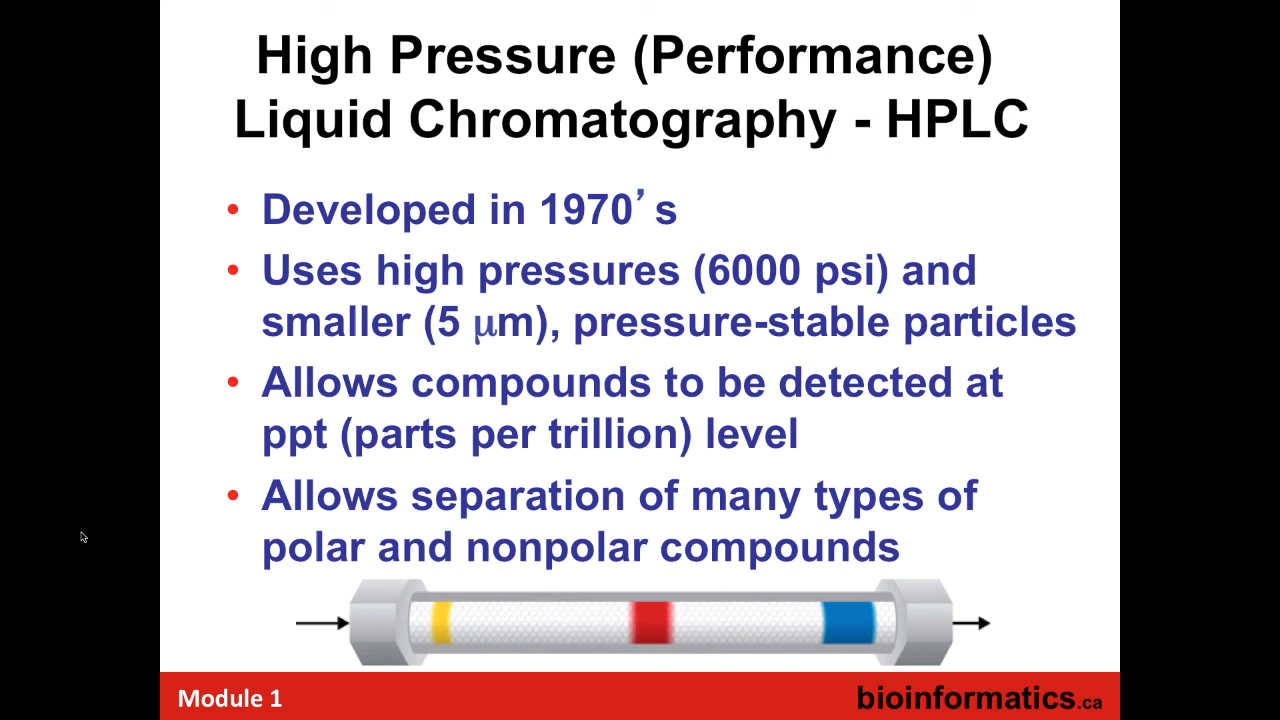 High Pressure (Performance)
Liquid Chromatography - HPLC
• Developed in 1970’s
• Uses high pressures (6000 psi) and
smaller (5 μm), pressure-stable particles
• Allows compounds to be detected at
ppt (parts per trillion) level
• Allows separation of many types of
polar and nonpolar compounds
Module 1
bioinformatics.ca